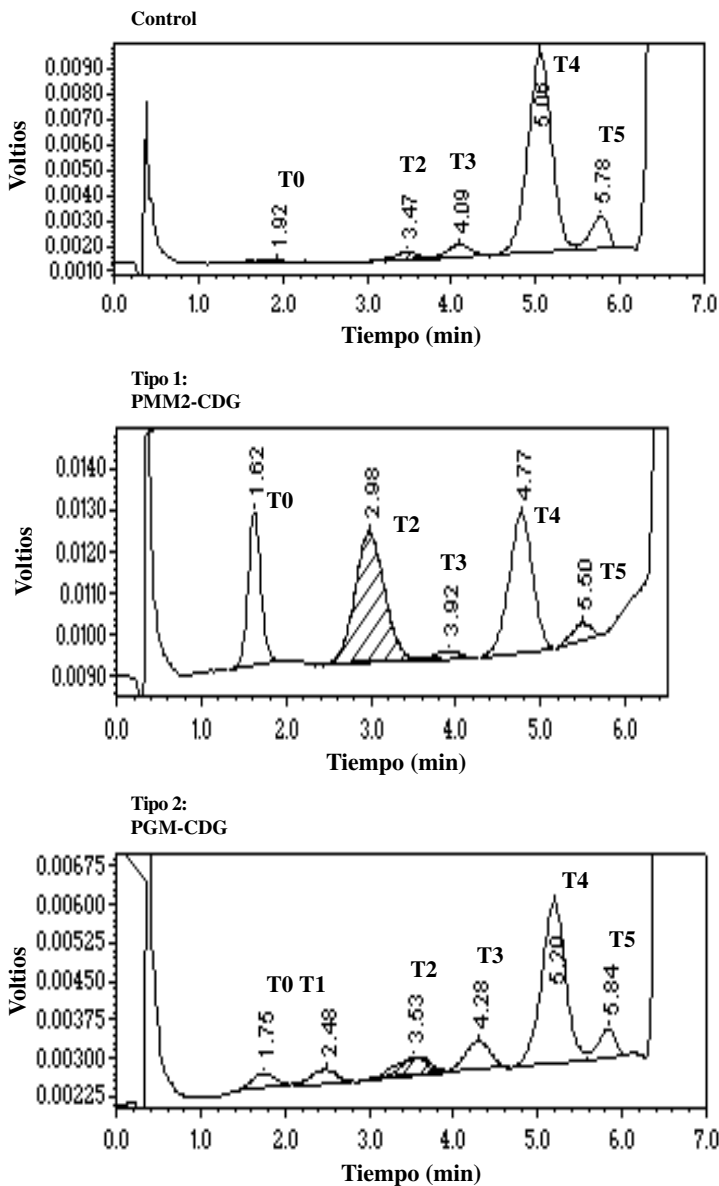 Control
Voltios
0.0090
0.0080
0.0070
0.0060
0.0050
0.0040
0.0030
0.0020
0.0010
T0
1.92
T2
3.47
T3
4.09
T4
5.06
T5
5.78
0.0 1.0 2.0 3.0 4.0 5.0 6.0 7.0
Tiempo (min)
Tipo 1:
PMM2-CDG
Voltios
0.0140
0.0130
0.0120
0.0110
0.0100
0.0090
1.62
T0
2.98
T2
T3
3.92
4.77
T4
T5
5.50
0.0 1.0 2.0 3.0 4.0 5.0 6.0
Tiempo (min)
Tipo 2:
PGM-CDG
Voltios
0.00675
0.00600
0.00525
0.00450
0.00375
0.00300
0.00225
T0 T1
1.75
2.48
T2
3.53
T3
4.28
T4
5.20
T5
5.84
0.0 1.0 2.0 3.0 4.0 5.0 6.0 7.0
Tiempo (min)